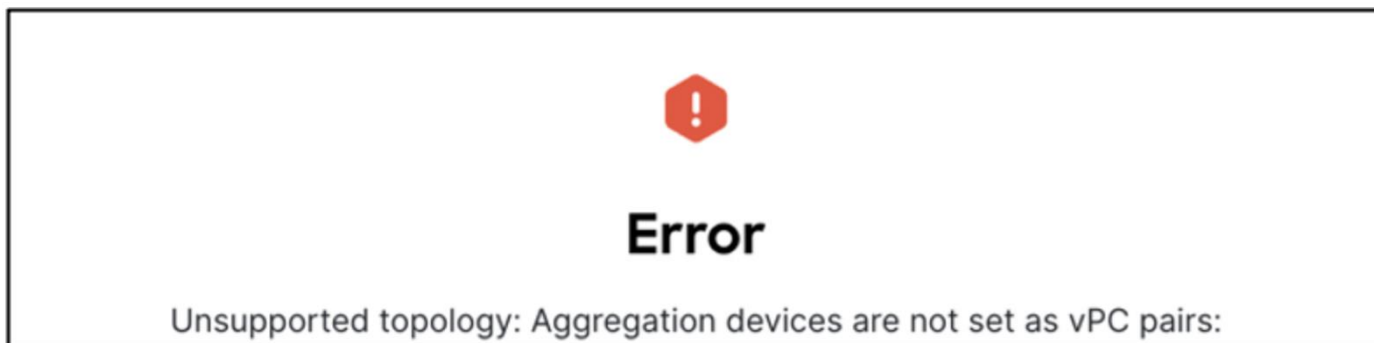 Error
Unsupported topology: Aggregation devices are not set as vPC pairs: